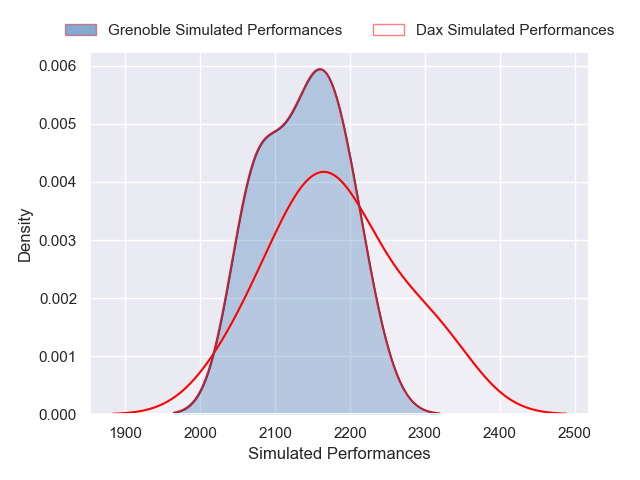 Grenoble Simulated Performances Dax Simulated Performances
0.006
0.005
0.004
0.003
0.002
0.001
0.000
Density
1900 2000 2100 2200 2300 2400 2500
Simulated Performances